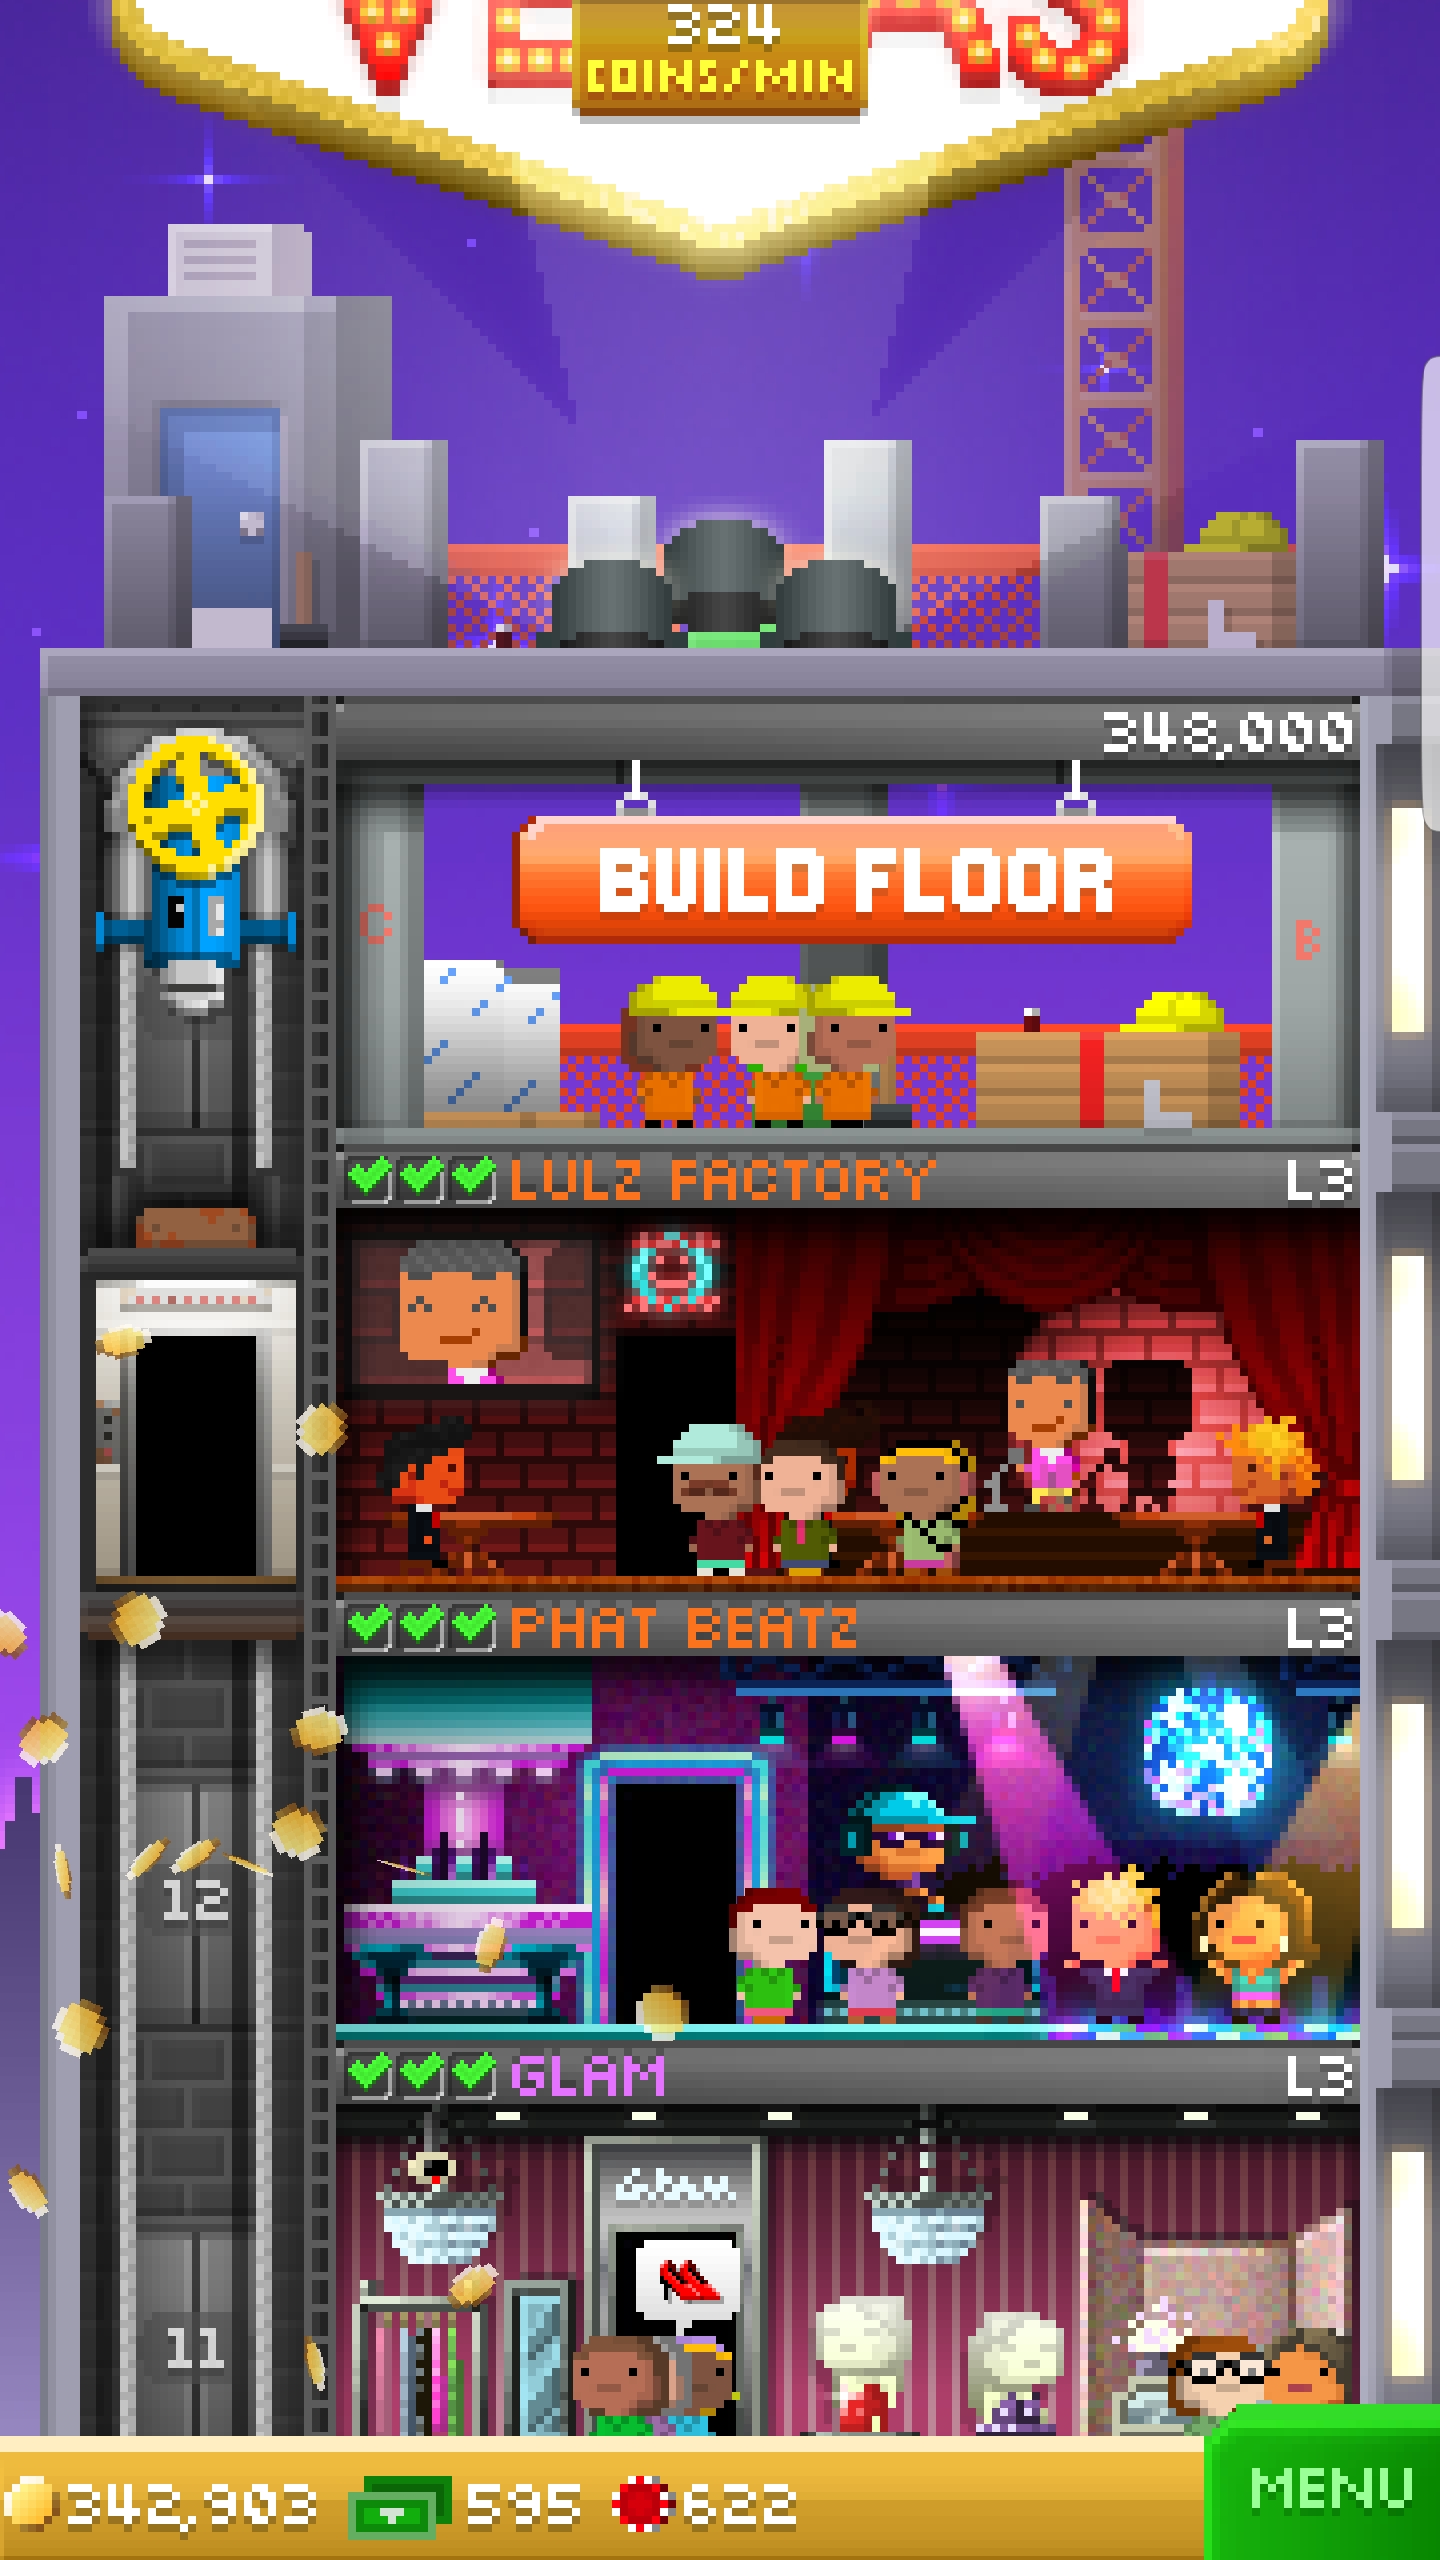 VEGAS
324
COINS/MIN
348,000
BUILD FLOOR
C
B
LULZ FACTORY L3
PHAT BEATZ L3
12
GLAM L3
Glam
11
342,903 595 622
MENU